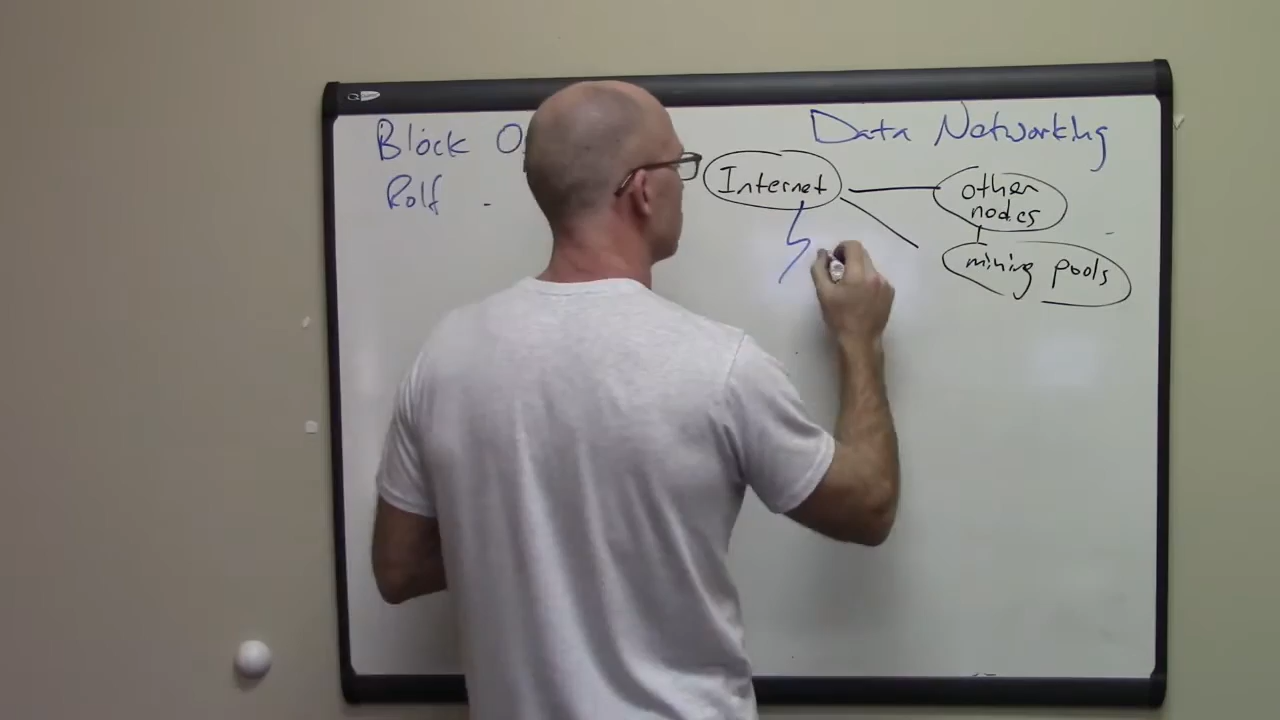 Block
Rolf -
Data Networking
Internet
other
nodes
mining pools